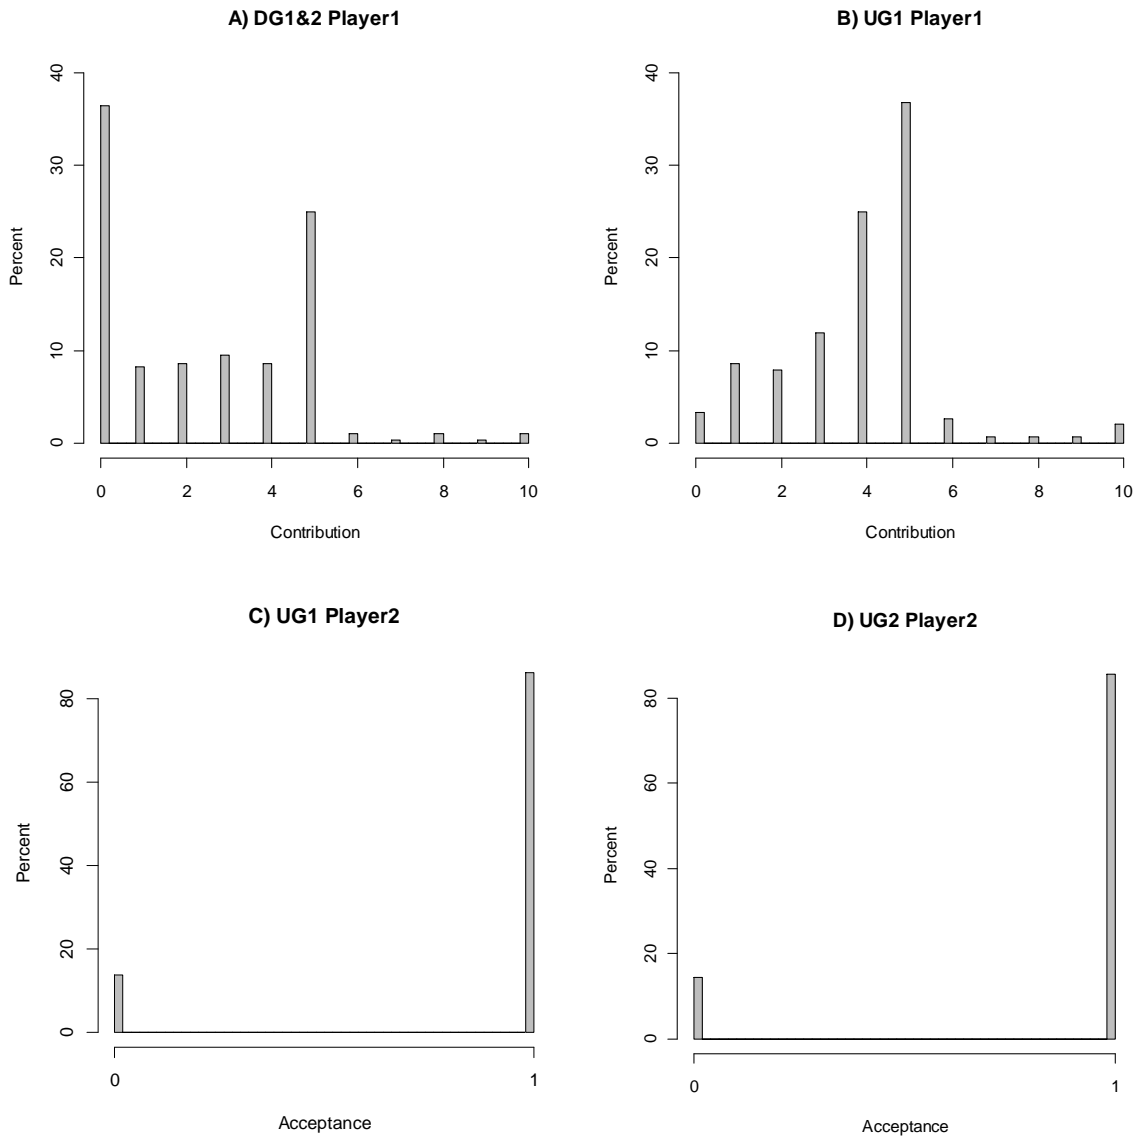 A) DG1&2 Player1
40
30
20
10
0
Percent
0 2 4 6 8 10
Contribution
B) UG1 Player1
40
30
20
10
0
Percent
0 2 4 6 8 10
Contribution
C) UG1 Player2
80
60
40
20
0
Percent
0 1
Acceptance
D) UG2 Player2
80
60
40
20
0
Percent
0 1
Acceptance